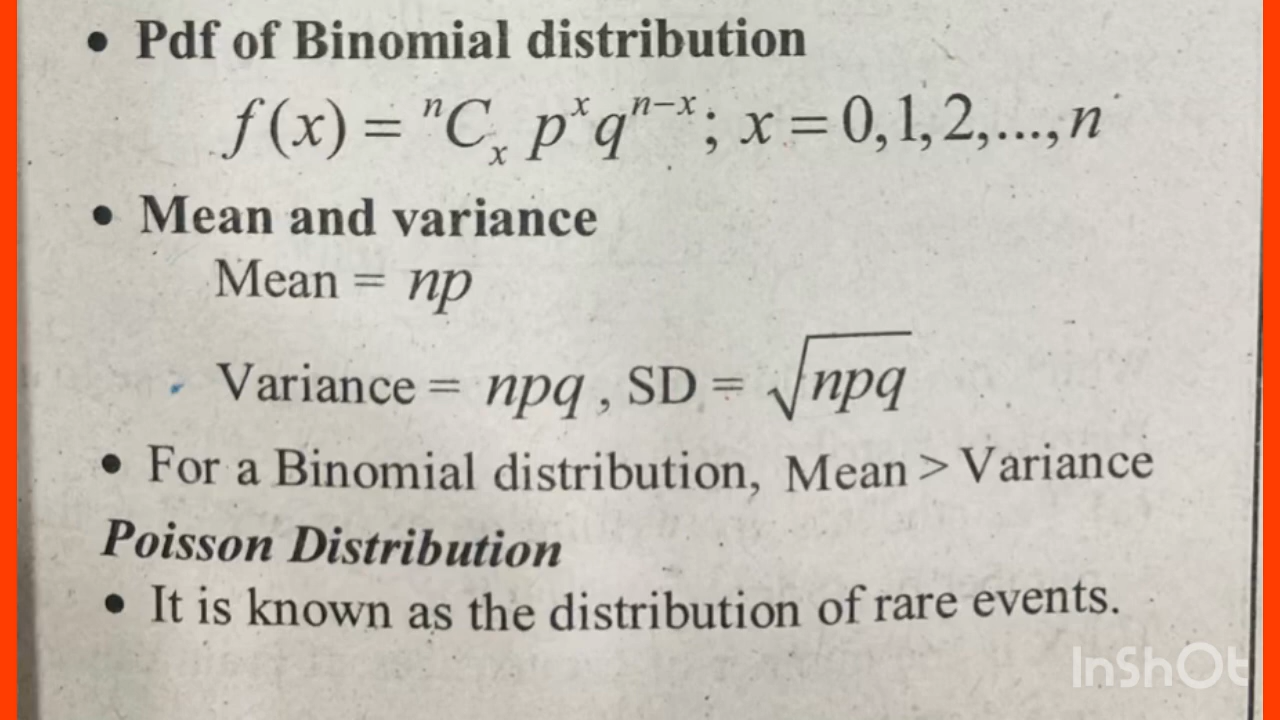 • Pdf of Binomial distribution
f(x) = ⁿCₓ pˣqⁿ⁻ˣ; x = 0,1,2,...,n
• Mean and variance
Mean = np
Variance = npq , SD = √npq
• For a Binomial distribution, Mean > Variance
Poisson Distribution
• It is known as the distribution of rare events.
InShOt